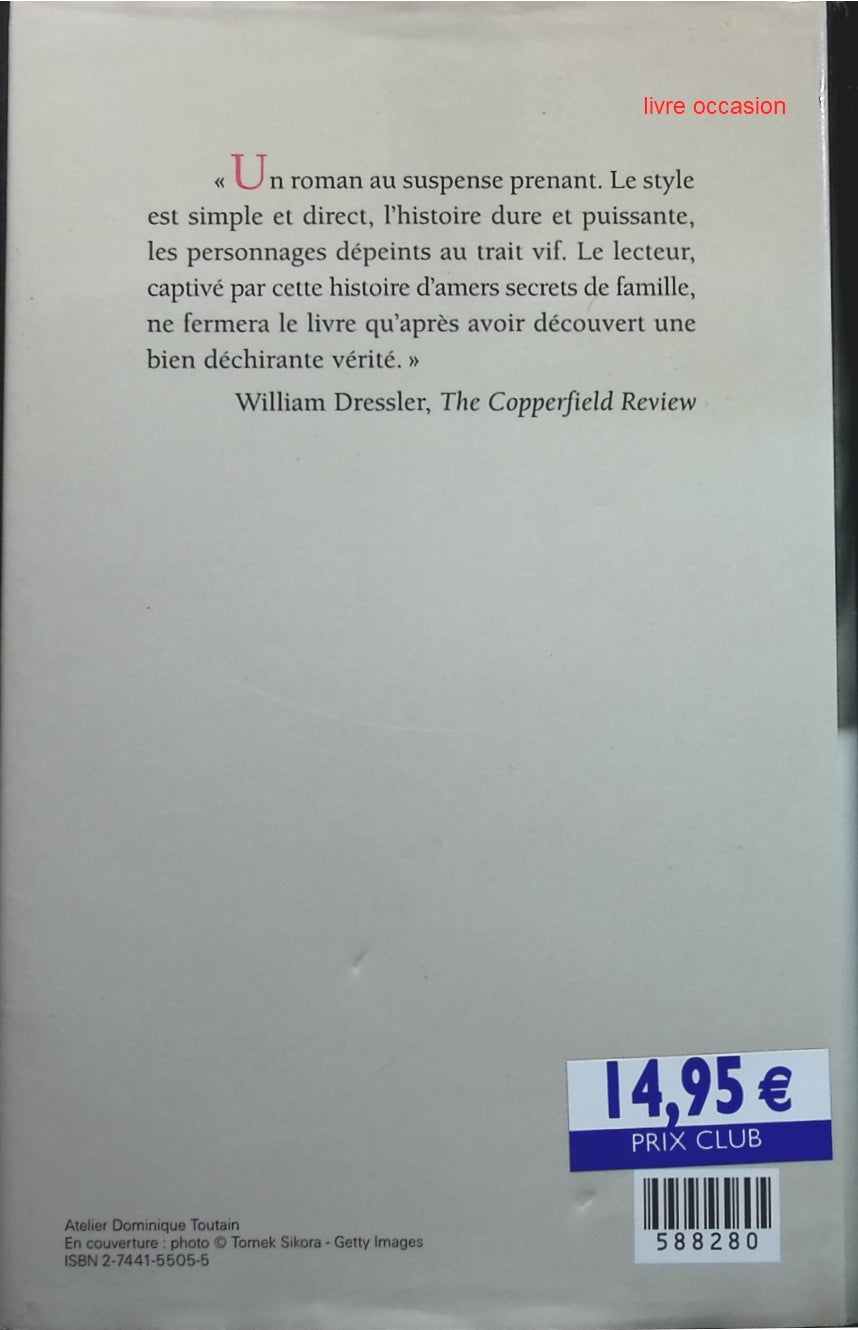 livre occasion
« Un roman au suspense prenant. Le style
est simple et direct, l'histoire dure et puissante,
les personnages dépeints au trait vif. Le lecteur,
captivé par cette histoire d'amers secrets de famille,
ne fermera le livre qu'après avoir découvert une
bien déchirante vérité. »
William Dressler, The Copperfield Review
14,95 €
PRIX CLUB
588280
Atelier Dominique Toutain
En couverture : photo © Tomek Sikora - Getty Images
ISBN 2-7441-5505-5